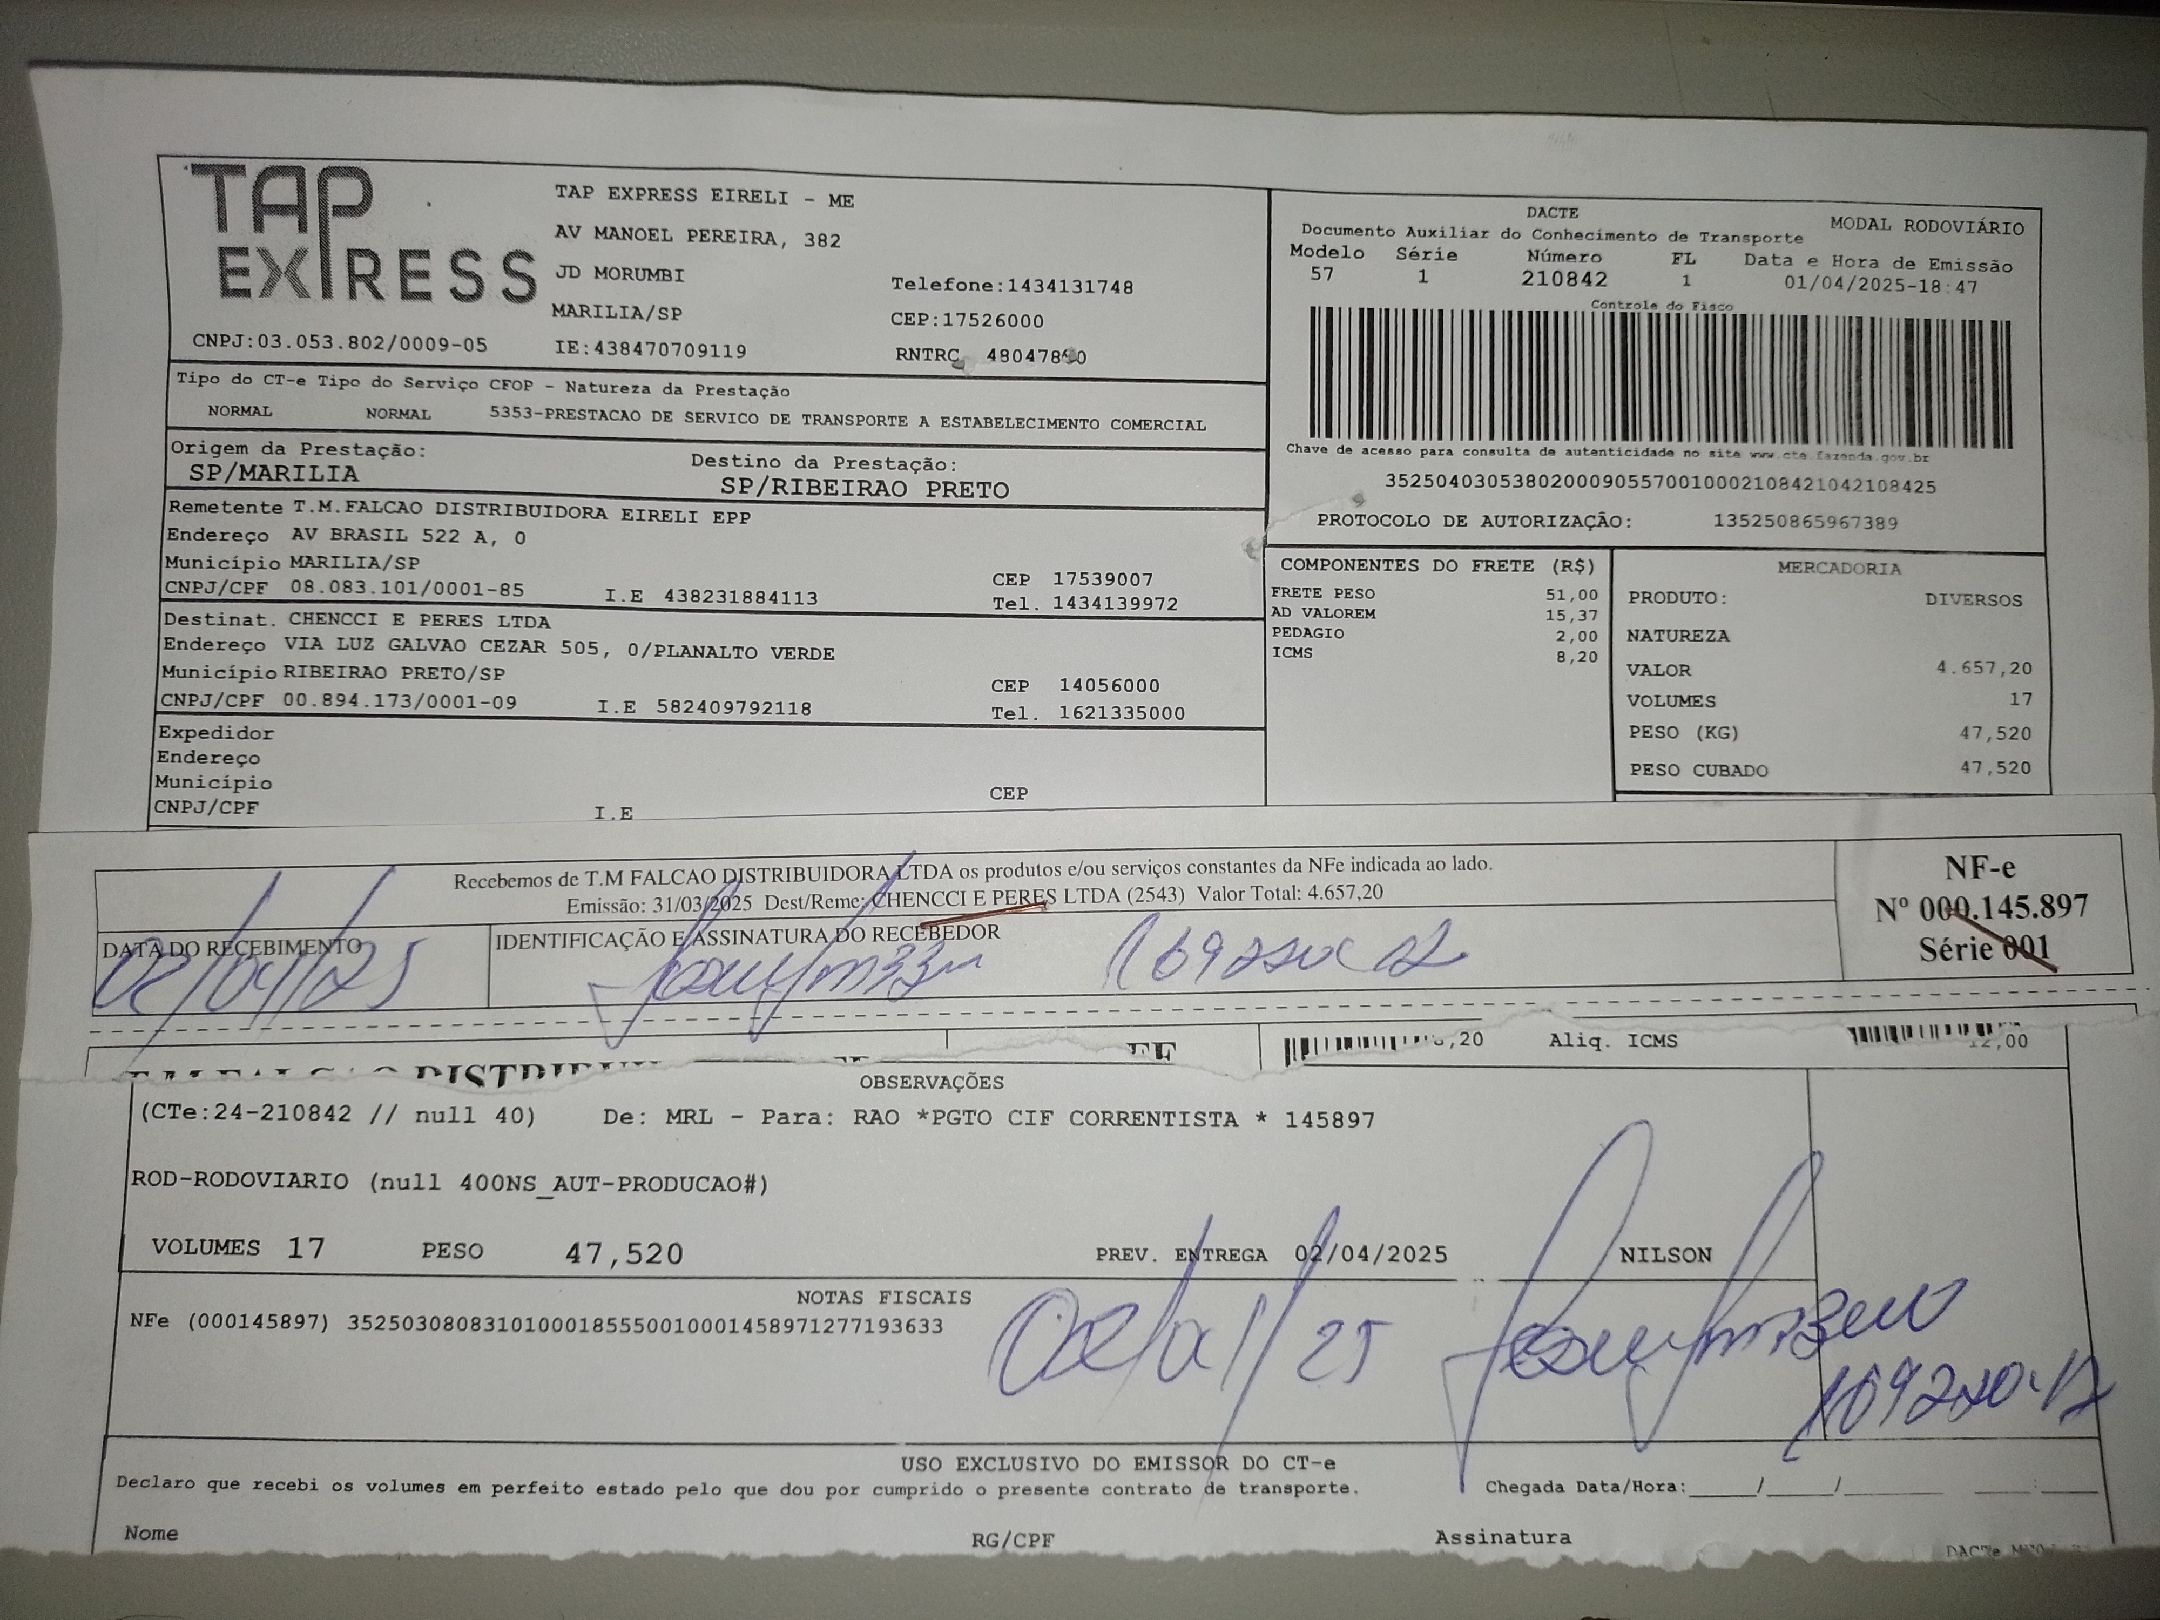 TAP
EXPRESS
TAP EXPRESS EIRELI - ME
AV MANOEL PEREIRA, 382
JD MORUMBI
Telefone:1434131748
MARILIA/SP
CEP:17526000
CNPJ:03.053.802/0009-05
IE:438470709119
RNTRC
DACTE
MODAL RODOVIÁRIO
Documento Auxiliar do Conhecimento de Transporte
Modelo Série Número FL Data e Hora de Emissão
57 1 210842 1 01/04/2025-18:47
Controle do Fisco
Chave de acesso para consulta de autenticidade no site www.cte.fazenda.gov.br
35250403053802000905570010002108421042108425
PROTOCOLO DE AUTORIZAÇÃO: 135250865967389
Tipo do CT-e Tipo do Serviço CFOP - Natureza da Prestação
NORMAL NORMAL 5353-PRESTACAO DE SERVICO DE TRANSPORTE A ESTABELECIMENTO COMERCIAL
Origem da Prestação: Destino da Prestação:
SP/MARILIA SP/RIBEIRAO PRETO
Remetente T.M.FALCAO DISTRIBUIDORA EIRELI EPP
Endereço AV BRASIL 522 A, 0
Município MARILIA/SP CEP 17539007
CNPJ/CPF 08.083.101/0001-85 I.E 438231884113 Tel. 1434139972
Destinat. CHENCCI E PERES LTDA
Endereço VIA LUZ GALVAO CEZAR 505, 0/PLANALTO VERDE
Município RIBEIRAO PRETO/SP CEP 14056000
CNPJ/CPF 00.894.173/0001-09 I.E 582409792118 Tel. 1621335000
Expedidor
Endereço
Município CEP
CNPJ/CPF I.E
COMPONENTES DO FRETE (R$)
FRETE PESO 51,00
AD VALOREM 15,37
PEDAGIO 2,00
ICMS 8,20
MERCADORIA
PRODUTO: DIVERSOS
NATUREZA
VALOR 4.657,20
VOLUMES 17
PESO (KG) 47,520
PESO CUBADO 47,520
Recebemos de T.M FALCAO DISTRIBUIDORA LTDA os produtos e/ou serviços constantes da NFe indicada ao lado.
Emissão: 31/03/2025 Dest/Reme: CHENCCI E PERES LTDA (2543) Valor Total: 4.657,20
DATA DO RECEBIMENTO
02/04/25
IDENTIFICAÇÃO E ASSINATURA DO RECEBEDOR
NF-e
Nº 000.145.897
Série 001
,20 Aliq. ICMS 12,00
OBSERVAÇÕES
(CTe:24-210842 // null 40) De: MRL - Para: RAO *PGTO CIF CORRENTISTA * 145897
ROD-RODOVIARIO (null 400NS_AUT-PRODUCAO#)
VOLUMES 17 PESO 47,520 PREV. ENTREGA 02/04/2025 NILSON
NOTAS FISCAIS
NFe (000145897) 35250308083101000185550010001458971277193633
USO EXCLUSIVO DO EMISSOR DO CT-e
Declaro que recebi os volumes em perfeito estado pelo que dou por cumprido o presente contrato de transporte. Chegada Data/Hora:____/____/______ ____:____
Nome RG/CPF Assinatura